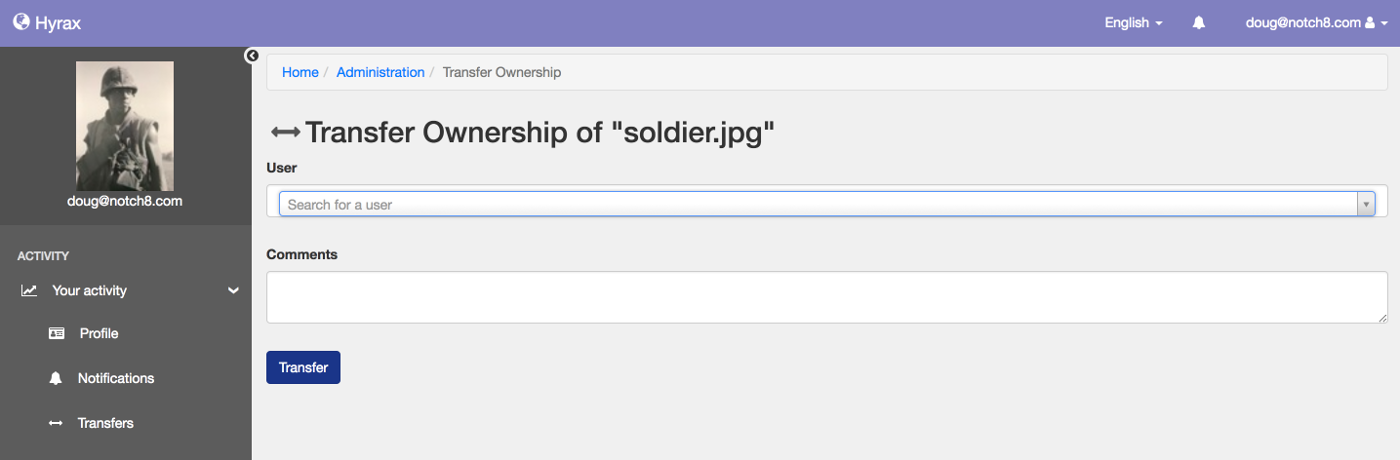 Hyrax
English
doug@notch8.com
doug@notch8.com
ACTIVITY
Your activity
Profile
Notifications
Transfers
Home / Administration / Transfer Ownership
Transfer Ownership of "soldier.jpg"
User
Search for a user
Comments
Transfer